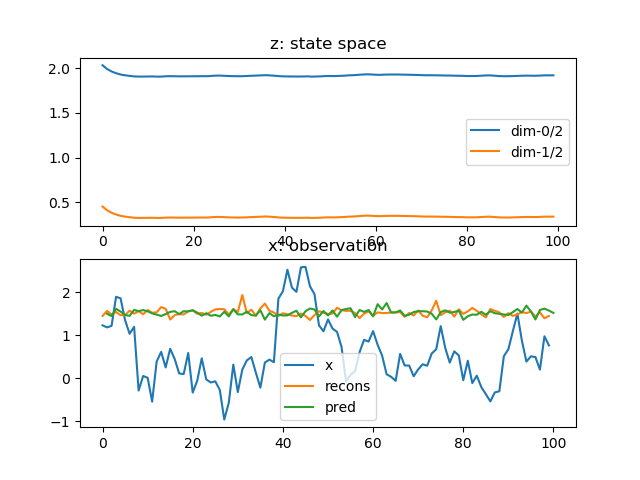 z: state space
2.0
1.5
1.0
0.5
dim-0/2
dim-1/2
0 20 40 60 80 100
x: observation
2
1
0
−1
x
recons
pred
0 20 40 60 80 100